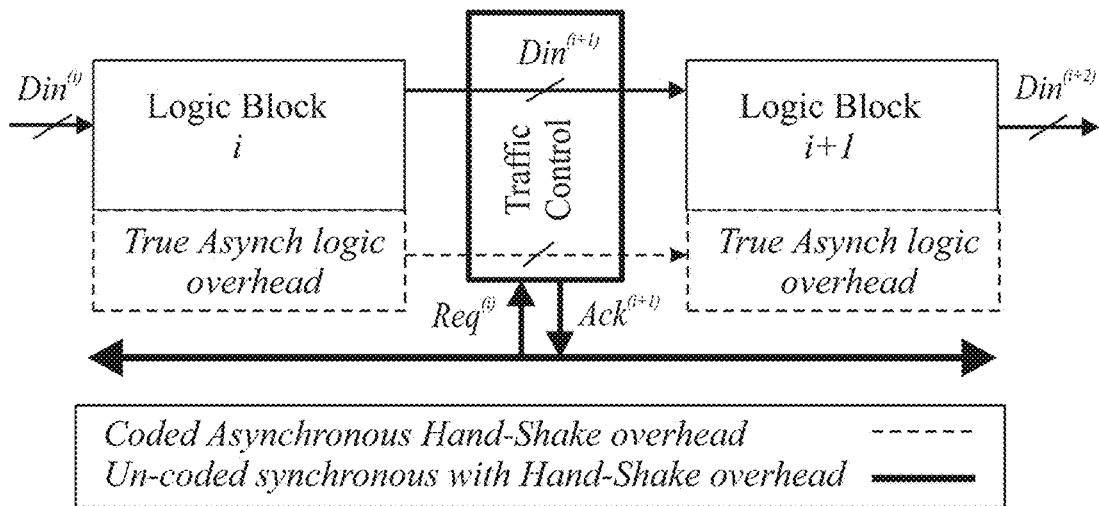 Din(i)
Logic Block
i
Din(i+1)
Traffic
Control
Logic Block
i+1
Din(i+2)
True Asynch logic
overhead
True Asynch logic
overhead
Req(i)
Ack(i+1)
Coded Asynchronous Hand-Shake overhead
Un-coded synchronous with Hand-Shake overhead